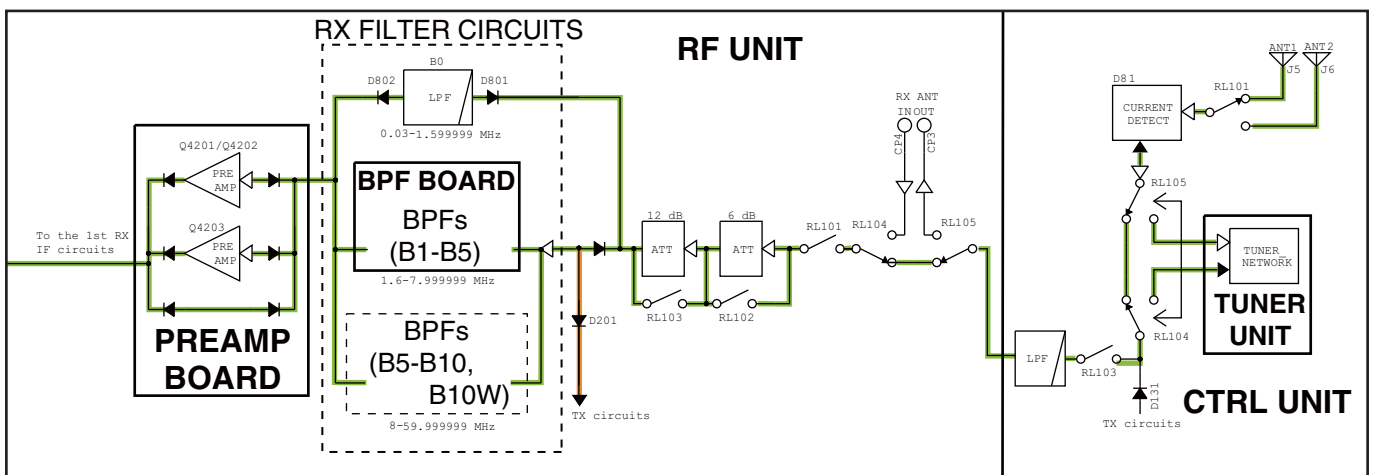 RX FILTER CIRCUITS
RF UNIT
B0
D802
D801
LPF
0.03-1.599999 MHz
Q4201/Q4202
PRE
AMP
Q4203
PRE
AMP
To the 1st RX
IF circuits
PREAMP
BOARD
BPF BOARD
BPFs
(B1-B5)
1.6-7.999999 MHz
BPFs
(B5-B10,
B10W)
8-59.999999 MHz
D201
TX circuits
12 dB
ATT
6 dB
ATT
RL103
RL102
RL101
RL104
RX ANT
IN OUT
CP4
CP3
RL105
ANT1
ANT2
J5
J6
RL101
D81
CURRENT
DETECT
RL105
TUNER_
NETWORK
TUNER
UNIT
RL104
LPF
RL103
D131
TX circuits
CTRL UNIT